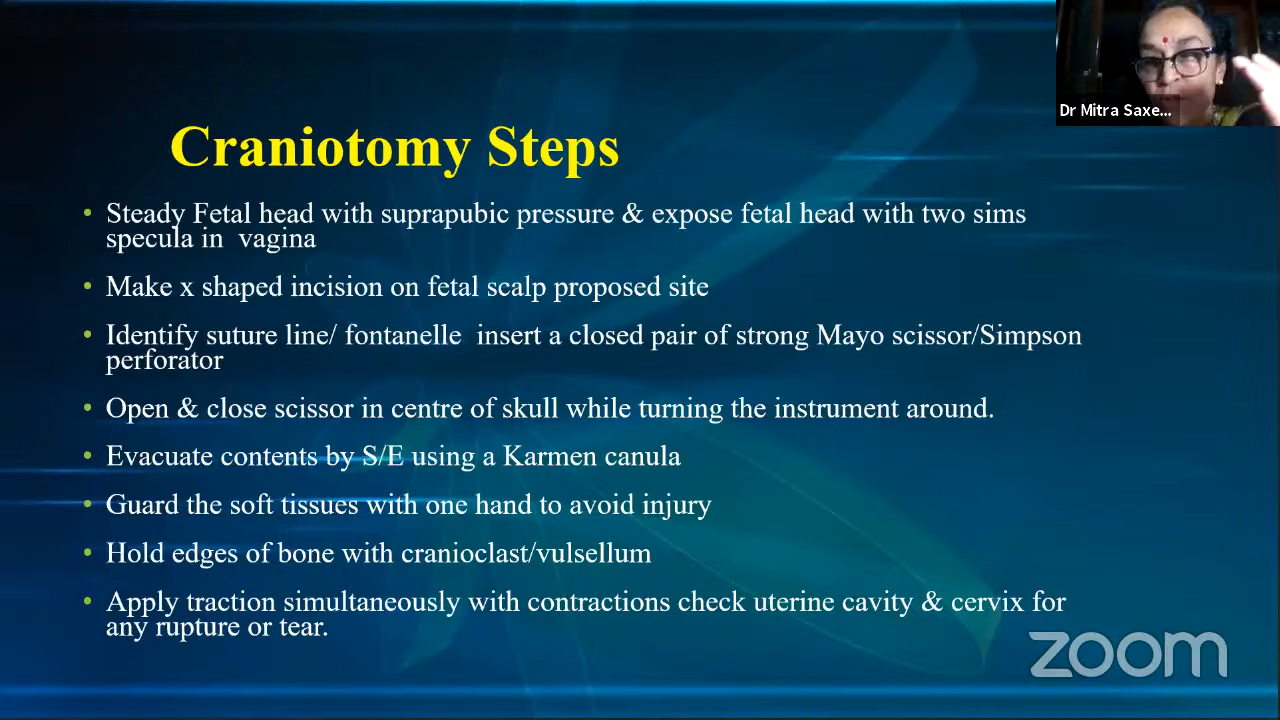 Dr Mitra Saxe...
Craniotomy Steps
• Steady Fetal head with suprapubic pressure & expose fetal head with two sims
specula in vagina
• Make x shaped incision on fetal scalp proposed site
• Identify suture line/ fontanelle insert a closed pair of strong Mayo scissor/Simpson
perforator
• Open & close scissor in centre of skull while turning the instrument around.
• Evacuate contents by S/E using a Karmen canula
• Guard the soft tissues with one hand to avoid injury
• Hold edges of bone with cranioclast/vulsellum
• Apply traction simultaneously with contractions check uterine cavity & cervix for
any rupture or tear.
zoom